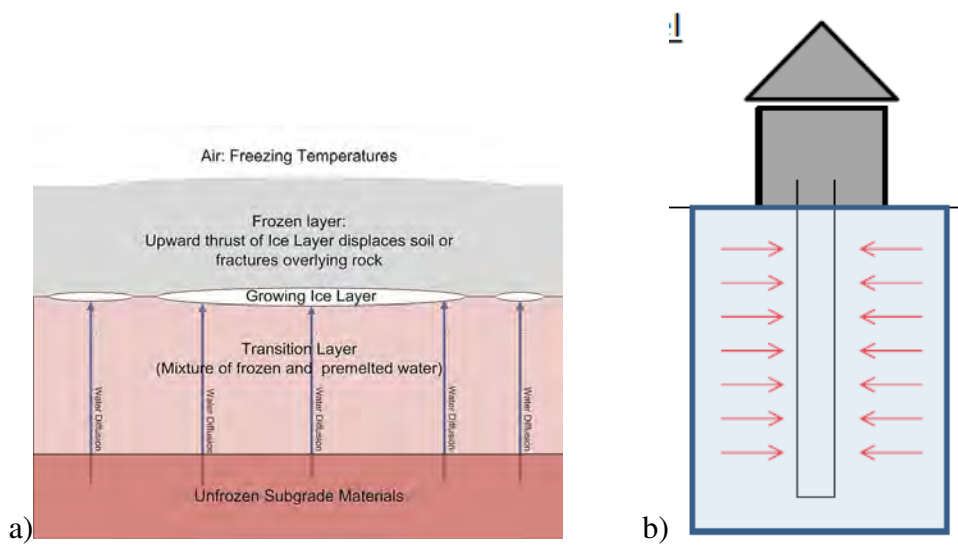 Air: Freezing Temperatures
Frozen layer:
Upward thrust of Ice Layer displaces soil or
fractures overlying rock
Growing Ice Layer
Transition Layer
(Mixture of frozen and premelted water)
Water Diffusion
Water Diffusion
Water Diffusion
Water Diffusion
Water Diffusion
Unfrozen Subgrade Materials
a)
el
b)